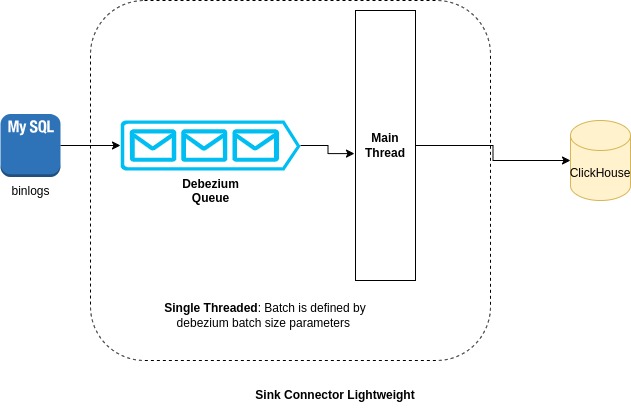 My SQL
binlogs
Debezium
Queue
Main
Thread
ClickHouse
Single Threaded: Batch is defined by
debezium batch size parameters
Sink Connector Lightweight